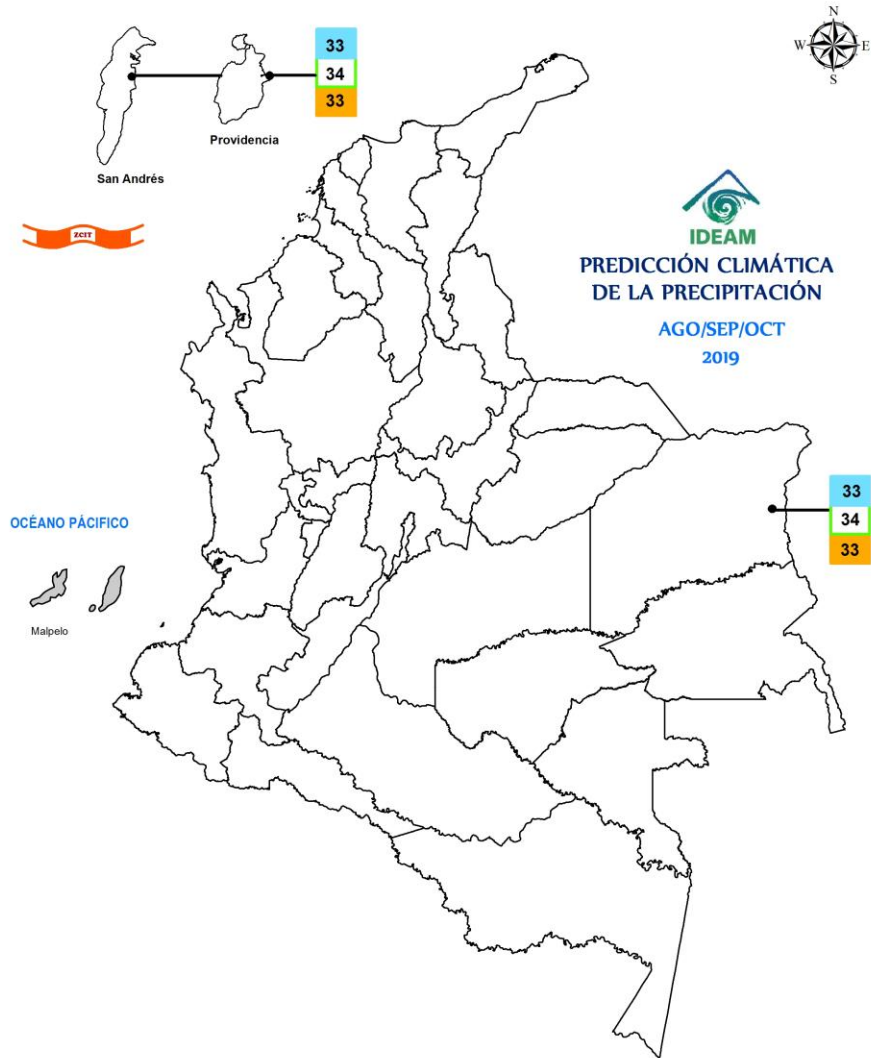 N
W
E
S
33
34
33
Providencia
San Andrés
ZCIT
IDEAM
PREDICCIÓN CLIMÁTICA
DE LA PRECIPITACIÓN
AGO/SEP/OCT
2019
33
34
33
OCÉANO PÁCIFICO
Malpelo